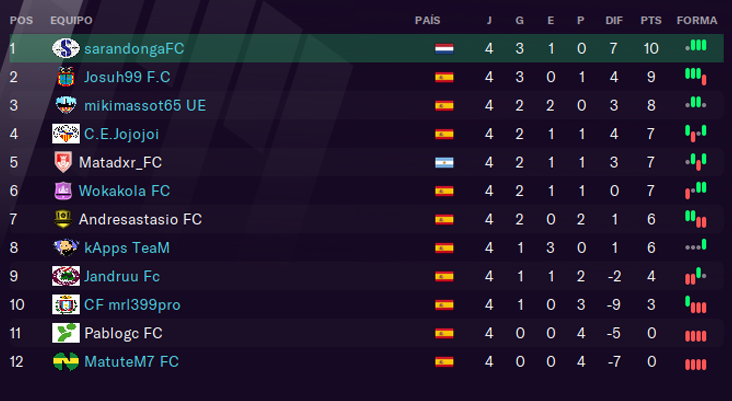 POS EQUIPO PAÍS J G E P DIF PTS FORMA
1 sarandongaFC 4 3 1 0 7 10
2 Josuh99 F.C 4 3 0 1 4 9
3 mikimassot65 UE 4 2 2 0 3 8
4 C.E.Jojojoi 4 2 1 1 4 7
5 Matadxr_FC 4 2 1 1 3 7
6 Wokakola FC 4 2 1 1 0 7
7 Andresastasio FC 4 2 0 2 1 6
8 kApps TeaM 4 1 3 0 1 6
9 Jandruu Fc 4 1 1 2 -2 4
10 CF mrl399pro 4 1 0 3 -9 3
11 Pablogc FC 4 0 0 4 -5 0
12 MatuteM7 FC 4 0 0 4 -7 0